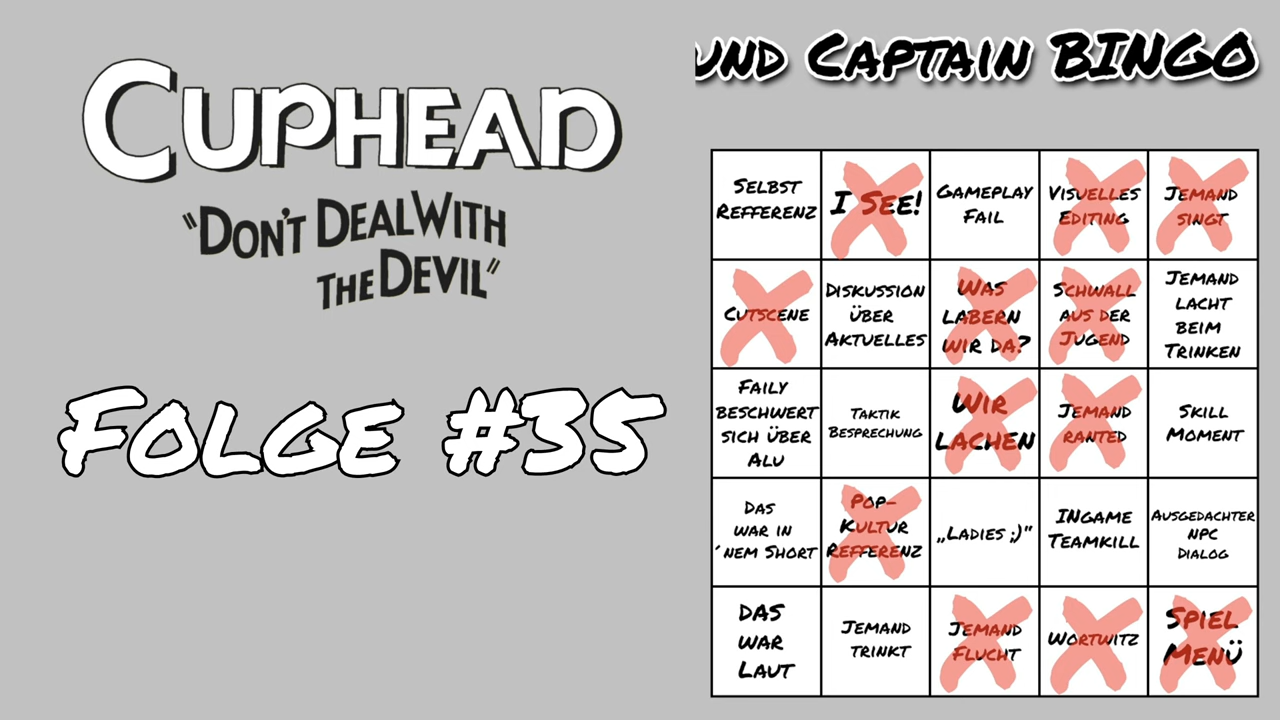 CUPHEAD
"DON'T DEAL WITH
THE DEVIL"
FOLGE #35
UND CAPTAIN BINGO
SELBST
REFFERENZ
I SEE!
GAMEPLAY
FAIL
VISUELLES
EDITING
JEMAND
SINGT
CUTSCENE
DISKUSSION
ÜBER
AKTUELLES
WAS
LABERN
WIR DA?
SCHWALL
AUS DER
JUGEND
JEMAND
LACHT
BEIM
TRINKEN
FAILY
BESCHWERT
SICH ÜBER
ALU
TAKTIK
BESPRECHUNG
WIR
LACHEN
JEMAND
RANTED
SKILL
MOMENT
DAS
WAR IN
´NEM SHORT
POP-
KULTUR
REFFERENZ
„LADIES ;)"
INGAME
TEAMKILL
AUSGEDACHTER
NPC
DIALOG
DAS
WAR
LAUT
JEMAND
TRINKT
JEMAND
FLUCHT
WORTWITZ
SPIEL
MENÜ